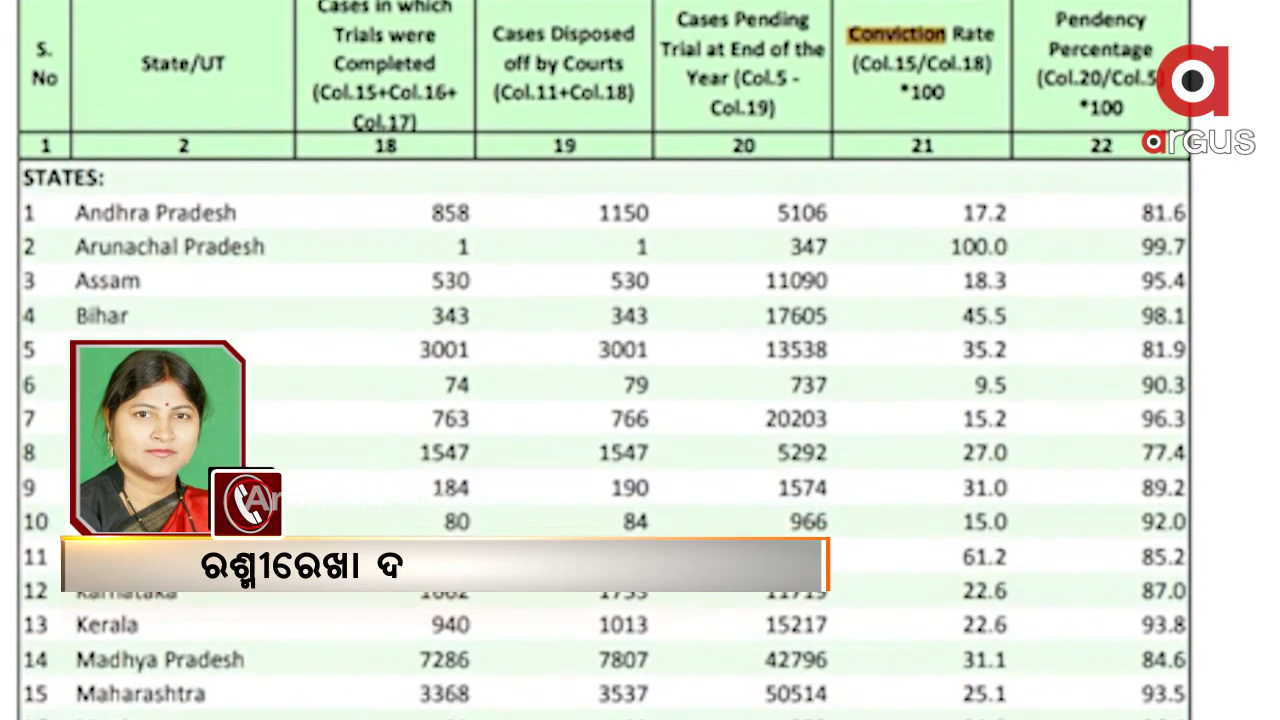 S. No
State/UT
Cases in which Trials were Completed (Col.15+Col.16+ Col.17)
Cases Disposed off by Courts (Col.11+Col.18)
Cases Pending Trial at End of the Year (Col.5 - Col.19)
Conviction Rate (Col.15/Col.18) *100
Pendency Percentage (Col.20/Col.5) *100
argus
1 2 18 19 20 21 22
STATES:
1 Andhra Pradesh 858 1150 5106 17.2 81.6
2 Arunachal Pradesh 1 1 347 100.0 99.7
3 Assam 530 530 11090 18.3 95.4
4 Bihar 343 343 17605 45.5 98.1
5 3001 3001 13538 35.2 81.9
6 74 79 737 9.5 90.3
7 763 766 20203 15.2 96.3
8 1547 1547 5292 27.0 77.4
9 184 190 1574 31.0 89.2
10 80 84 966 15.0 92.0
11 61.2 85.2
ରଶ୍ମୀରେଖା ଦ
12 Karnataka 22.6 87.0
13 Kerala 940 1013 15217 22.6 93.8
14 Madhya Pradesh 7286 7807 42796 31.1 84.6
15 Maharashtra 3368 3537 50514 25.1 93.5